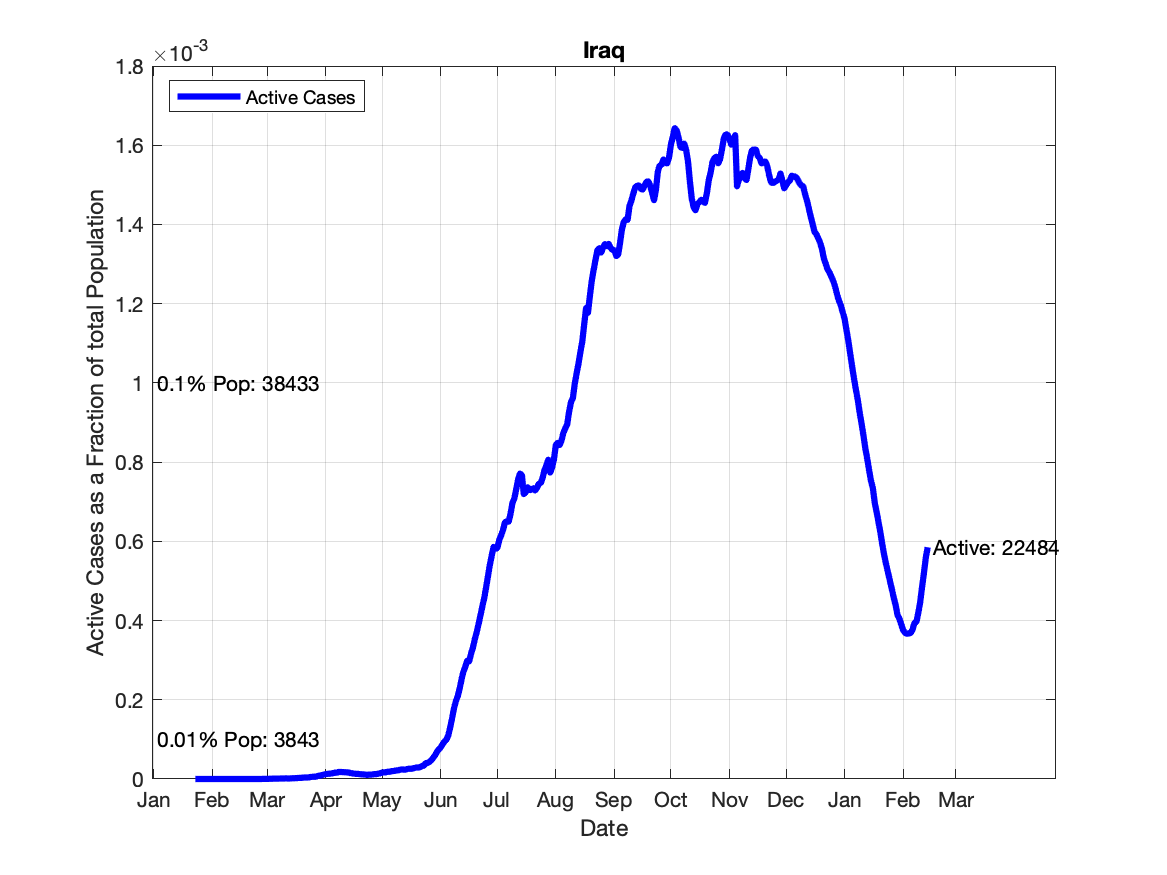 Iraq
×10-3
1.8
1.6
1.4
1.2
1
0.8
0.6
0.4
0.2
0
Active Cases
0.1% Pop: 38433
0.01% Pop: 3843
Active: 22484
Active Cases as a Fraction of total Population
Jan Feb Mar Apr May Jun Jul Aug Sep Oct Nov Dec Jan Feb Mar
Date